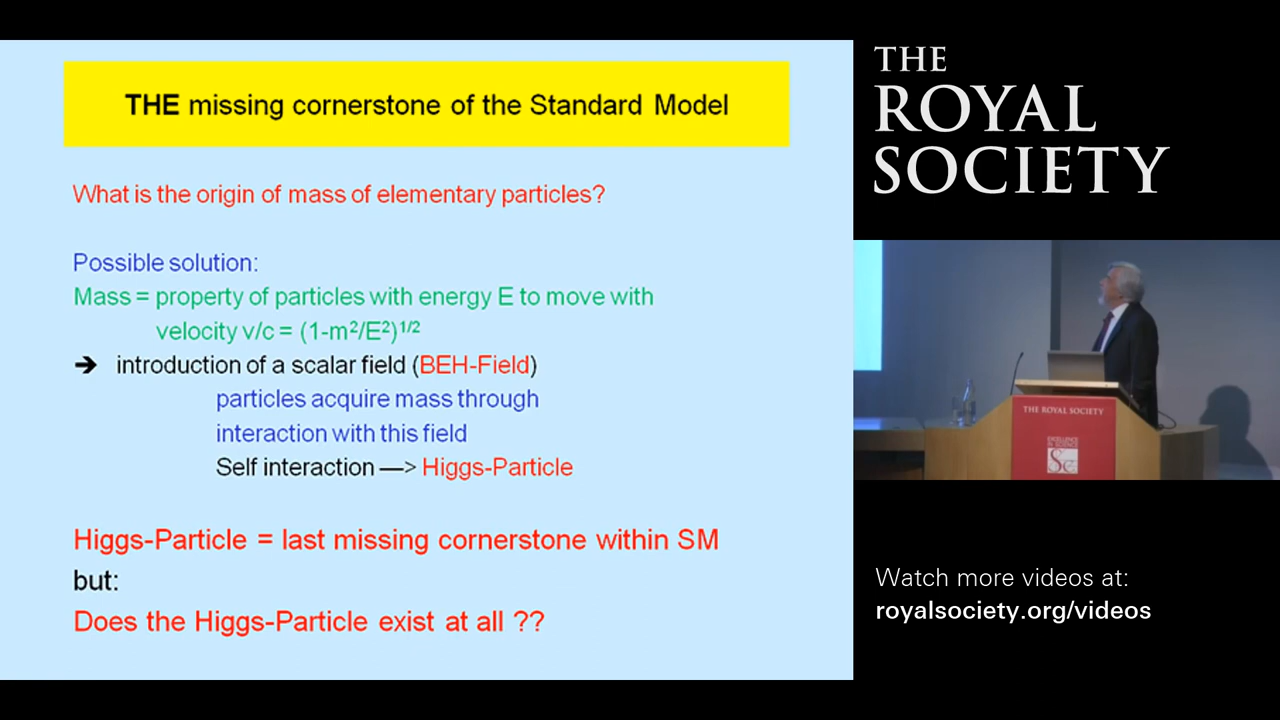 THE missing cornerstone of the Standard Model
What is the origin of mass of elementary particles?
Possible solution:
Mass = property of particles with energy E to move with
velocity v/c = (1-m²/E²)¹/²
➔ introduction of a scalar field (BEH-Field)
particles acquire mass through
interaction with this field
Self interaction —> Higgs-Particle
Higgs-Particle = last missing cornerstone within SM
but:
Does the Higgs-Particle exist at all ??
THE
ROYAL
SOCIETY
THE ROYAL SOCIETY
EXCELLENCE
IN SCIENCE
Watch more videos at:
royalsociety.org/videos